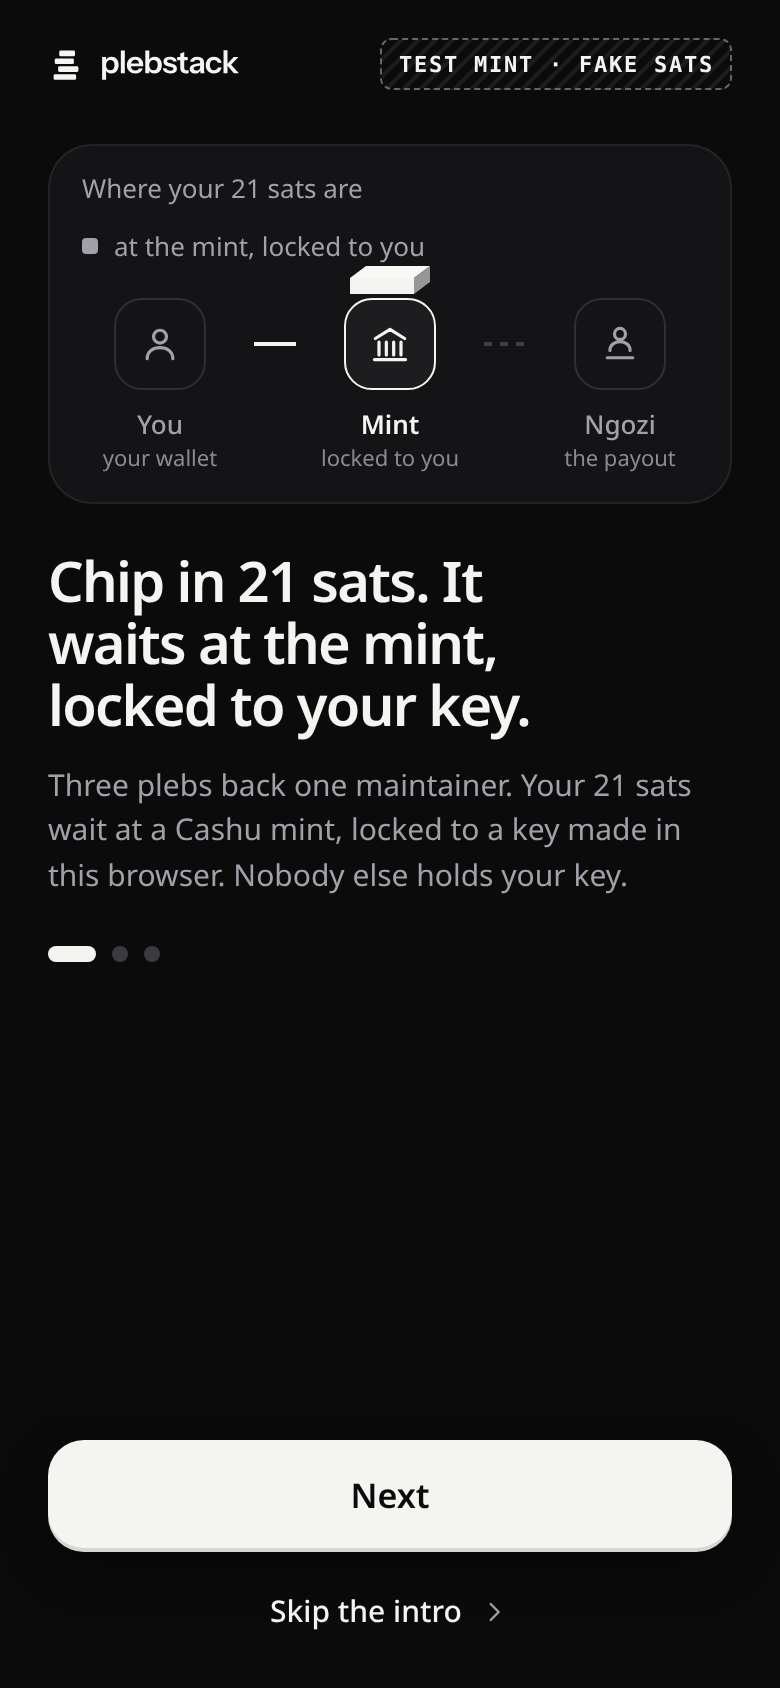 plebstack
TEST MINT · FAKE SATS
Where your 21 sats are
at the mint, locked to you
You
your wallet
Mint
locked to you
Ngozi
the payout
Chip in 21 sats. It
waits at the mint,
locked to your key.
Three plebs back one maintainer. Your 21 sats
wait at a Cashu mint, locked to a key made in
this browser. Nobody else holds your key.
Next
Skip the intro